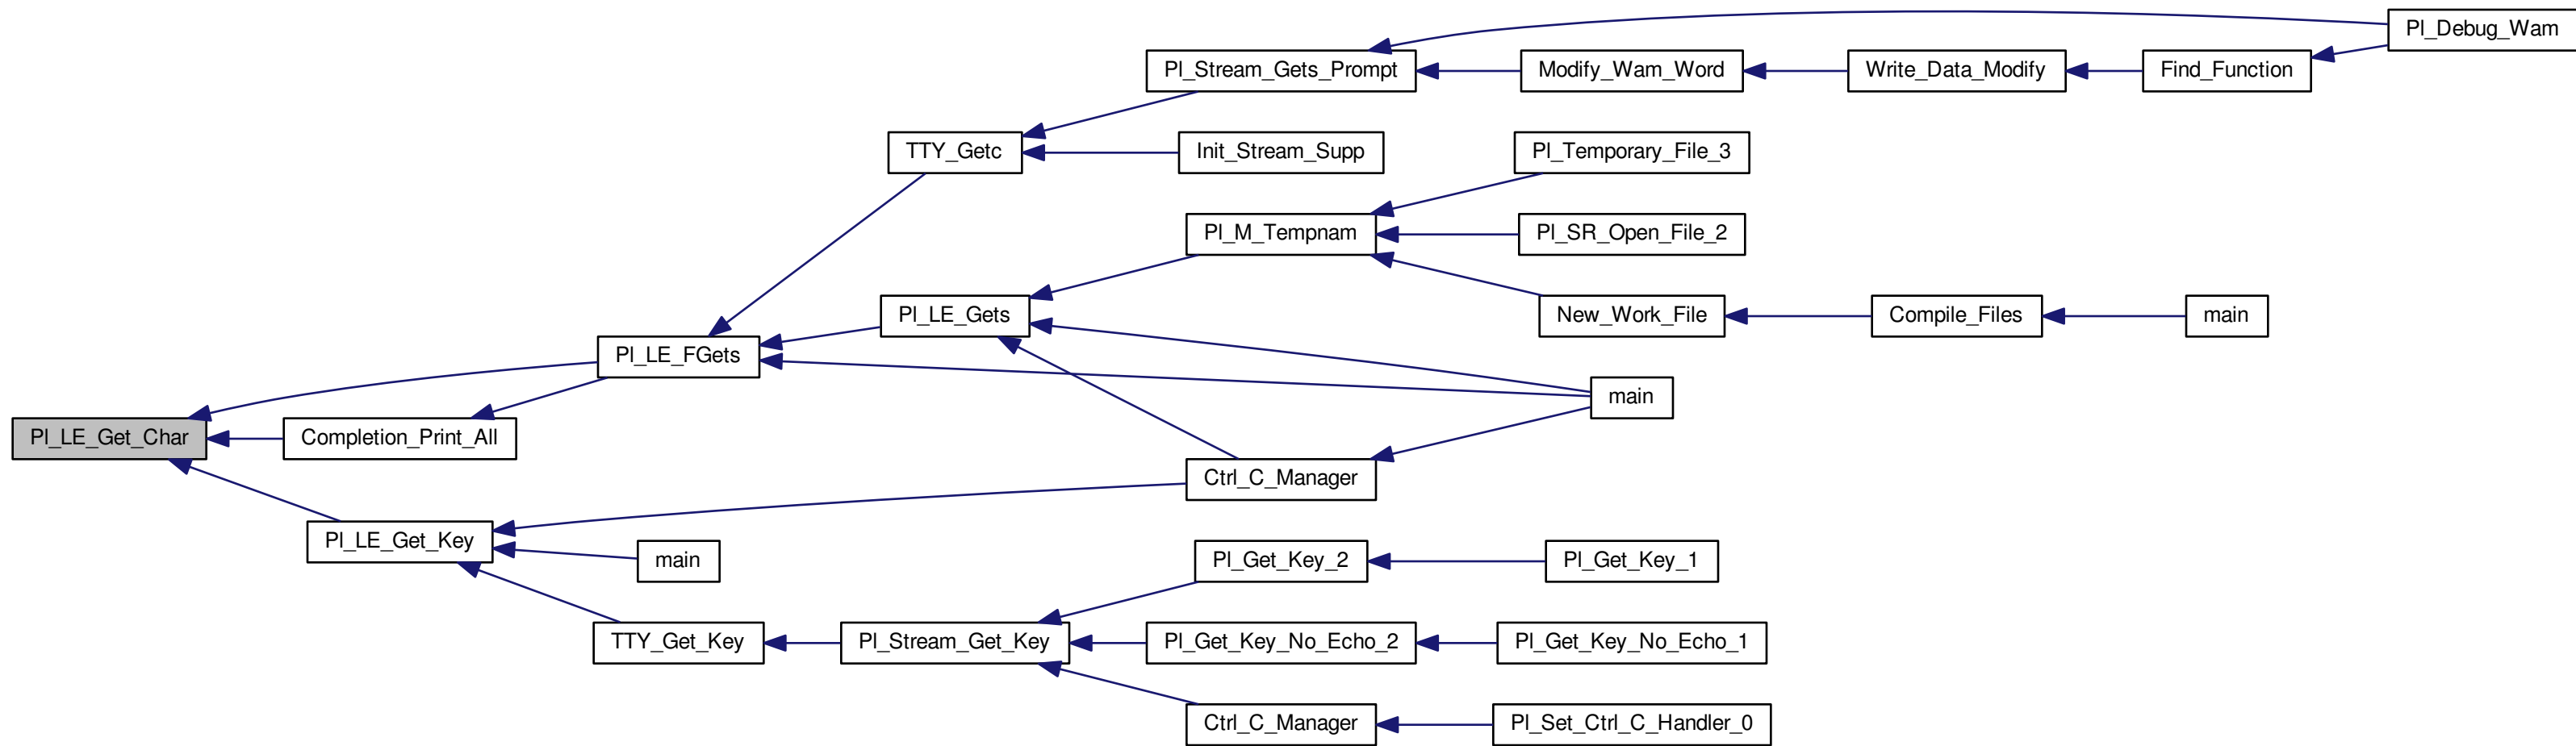 Pl_Debug_Wam
Pl_Stream_Gets_Prompt
Modify_Wam_Word
Write_Data_Modify
Find_Function
TTY_Getc
Init_Stream_Supp
Pl_Temporary_File_3
Pl_M_Tempnam
Pl_SR_Open_File_2
Pl_LE_Gets
New_Work_File
Compile_Files
main
Pl_LE_FGets
main
Pl_LE_Get_Char
Completion_Print_All
Ctrl_C_Manager
Pl_LE_Get_Key
main
Pl_Get_Key_2
Pl_Get_Key_1
TTY_Get_Key
Pl_Stream_Get_Key
Pl_Get_Key_No_Echo_2
Pl_Get_Key_No_Echo_1
Ctrl_C_Manager
Pl_Set_Ctrl_C_Handler_0